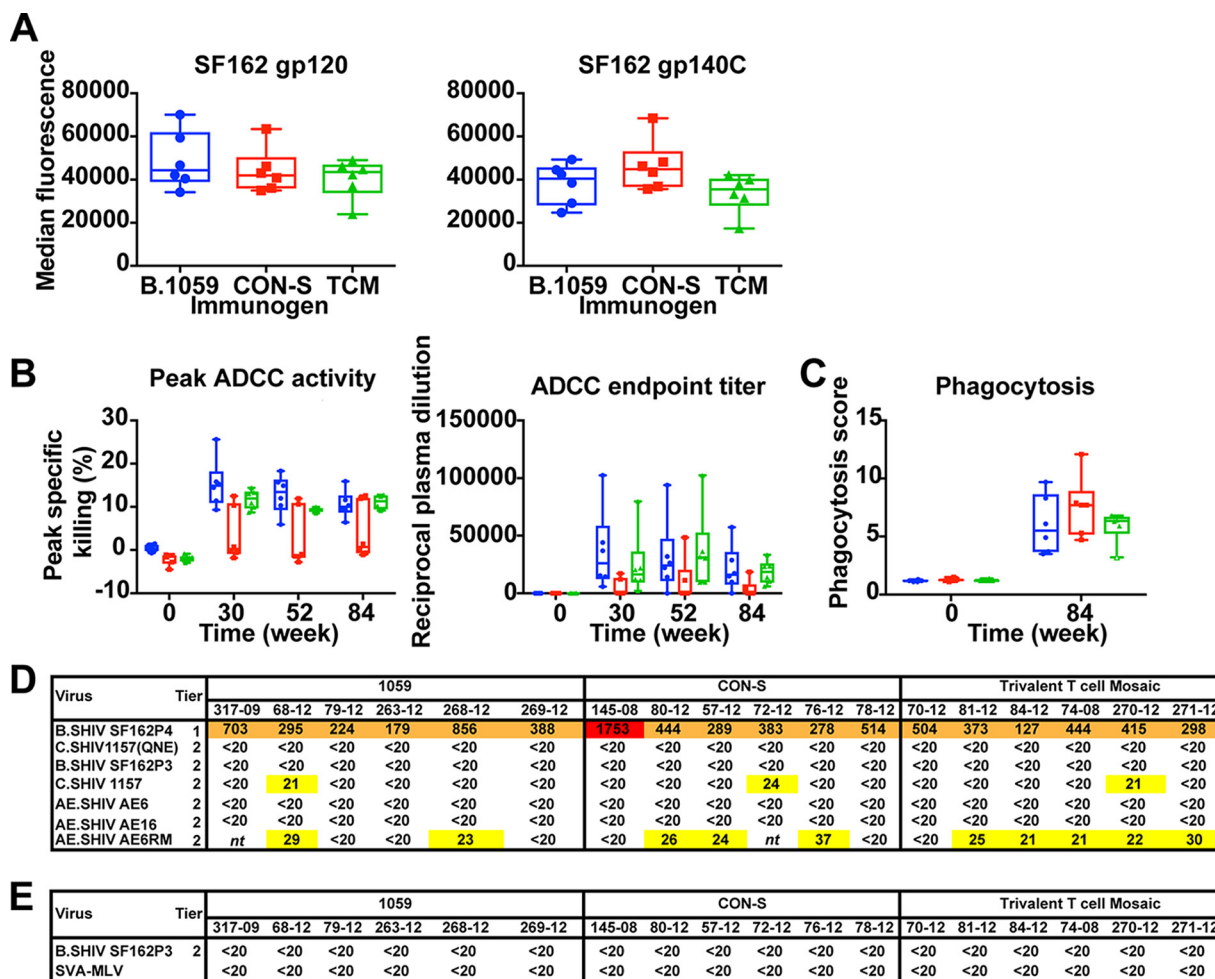 A
SF162 gp120
SF162 gp140C
Median fluorescence
80000
60000
40000
20000
0
80000
60000
40000
20000
0
B.1059 CON-S TCM
Immunogen
B.1059 CON-S TCM
Immunogen
B
Peak ADCC activity
Peak specific
killing (%)
30
20
10
0
-10
0 30 52 84
Time (week)
ADCC endpoint titer
Reciprocal plasma dilution
150000
100000
50000
0
0 30 52 84
Time (week)
C
Phagocytosis
Phagocytosis score
15
10
5
0
0 84
Time (week)
D
Virus Tier 1059 CON-S Trivalent T cell Mosaic
317-09 68-12 79-12 263-12 268-12 269-12 145-08 80-12 57-12 72-12 76-12 78-12 70-12 81-12 84-12 74-08 270-12 271-12
B.SHIV SF162P4 1 703 295 224 179 856 388 1753 444 289 383 278 514 504 373 127 444 415 298
C.SHIV1157(QNE) 2 <20 <20 <20 <20 <20 <20 <20 <20 <20 <20 <20 <20 <20 <20 <20 <20 <20 <20
B.SHIV SF162P3 2 <20 <20 <20 <20 <20 <20 <20 <20 <20 <20 <20 <20 <20 <20 <20 <20 <20 <20
C.SHIV 1157 2 <20 21 <20 <20 <20 <20 <20 <20 <20 24 <20 <20 <20 <20 <20 <20 21 <20
AE.SHIV AE6 2 <20 <20 <20 <20 <20 <20 <20 <20 <20 <20 <20 <20 <20 <20 <20 <20 <20 <20
AE.SHIV AE16 2 <20 <20 <20 <20 <20 <20 <20 <20 <20 <20 <20 <20 <20 <20 <20 <20 <20 <20
AE.SHIV AE6RM 2 nt 29 <20 <20 23 <20 <20 26 24 nt 37 <20 <20 25 21 21 22 30
E
Virus Tier 1059 CON-S Trivalent T cell Mosaic
317-09 68-12 79-12 263-12 268-12 269-12 145-08 80-12 57-12 72-12 76-12 78-12 70-12 81-12 84-12 74-08 270-12 271-12
B.SHIV SF162P3 2 <20 <20 <20 <20 <20 <20 <20 <20 <20 <20 <20 <20 <20 <20 <20 <20 <20 <20
SVA-MLV <20 <20 <20 <20 <20 <20 <20 <20 <20 <20 <20 <20 <20 <20 <20 <20 <20 <20